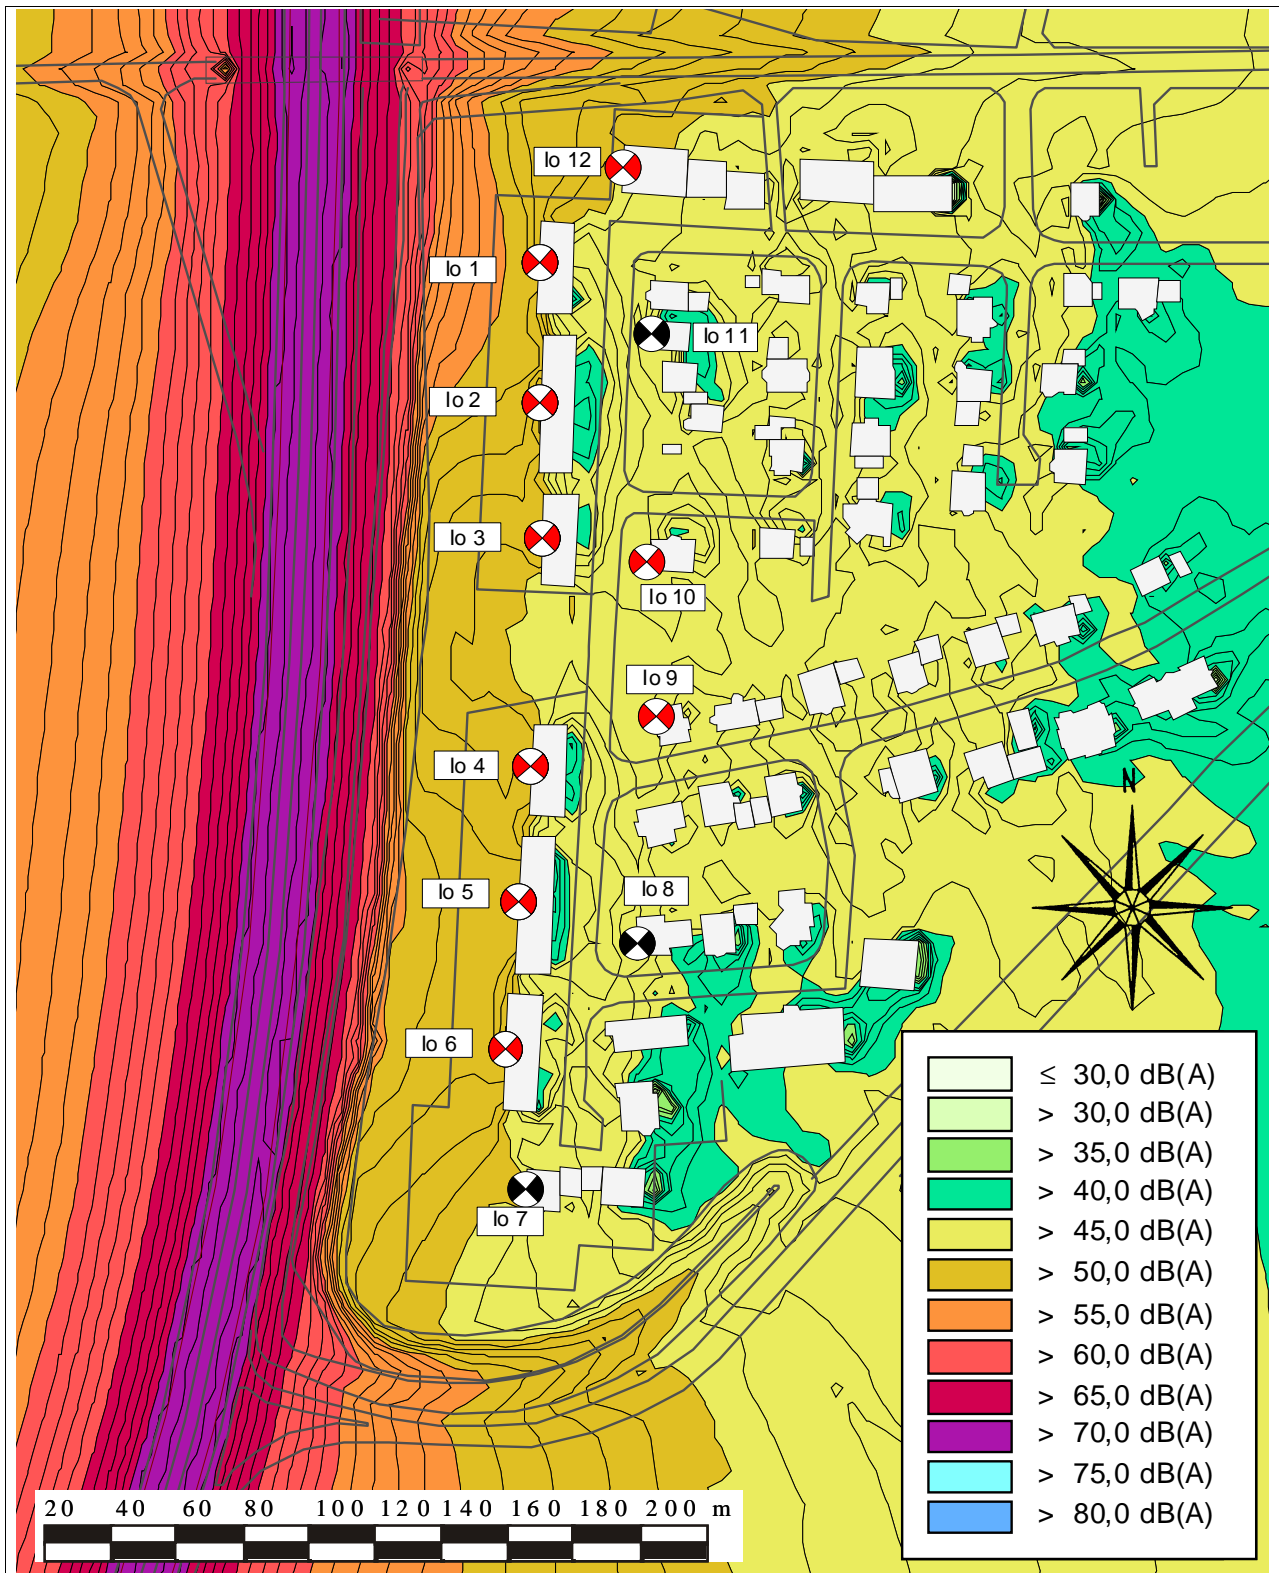 Io 12
Io 1
Io 11
Io 2
Io 3
Io 10
Io 9
Io 4
N
Io 5
Io 8
Io 6
Io 7
≤ 30,0 dB(A)
> 30,0 dB(A)
> 35,0 dB(A)
> 40,0 dB(A)
> 45,0 dB(A)
> 50,0 dB(A)
> 55,0 dB(A)
> 60,0 dB(A)
> 65,0 dB(A)
> 70,0 dB(A)
> 75,0 dB(A)
> 80,0 dB(A)
20 40 60 80 100 120 140 160 180 200 m